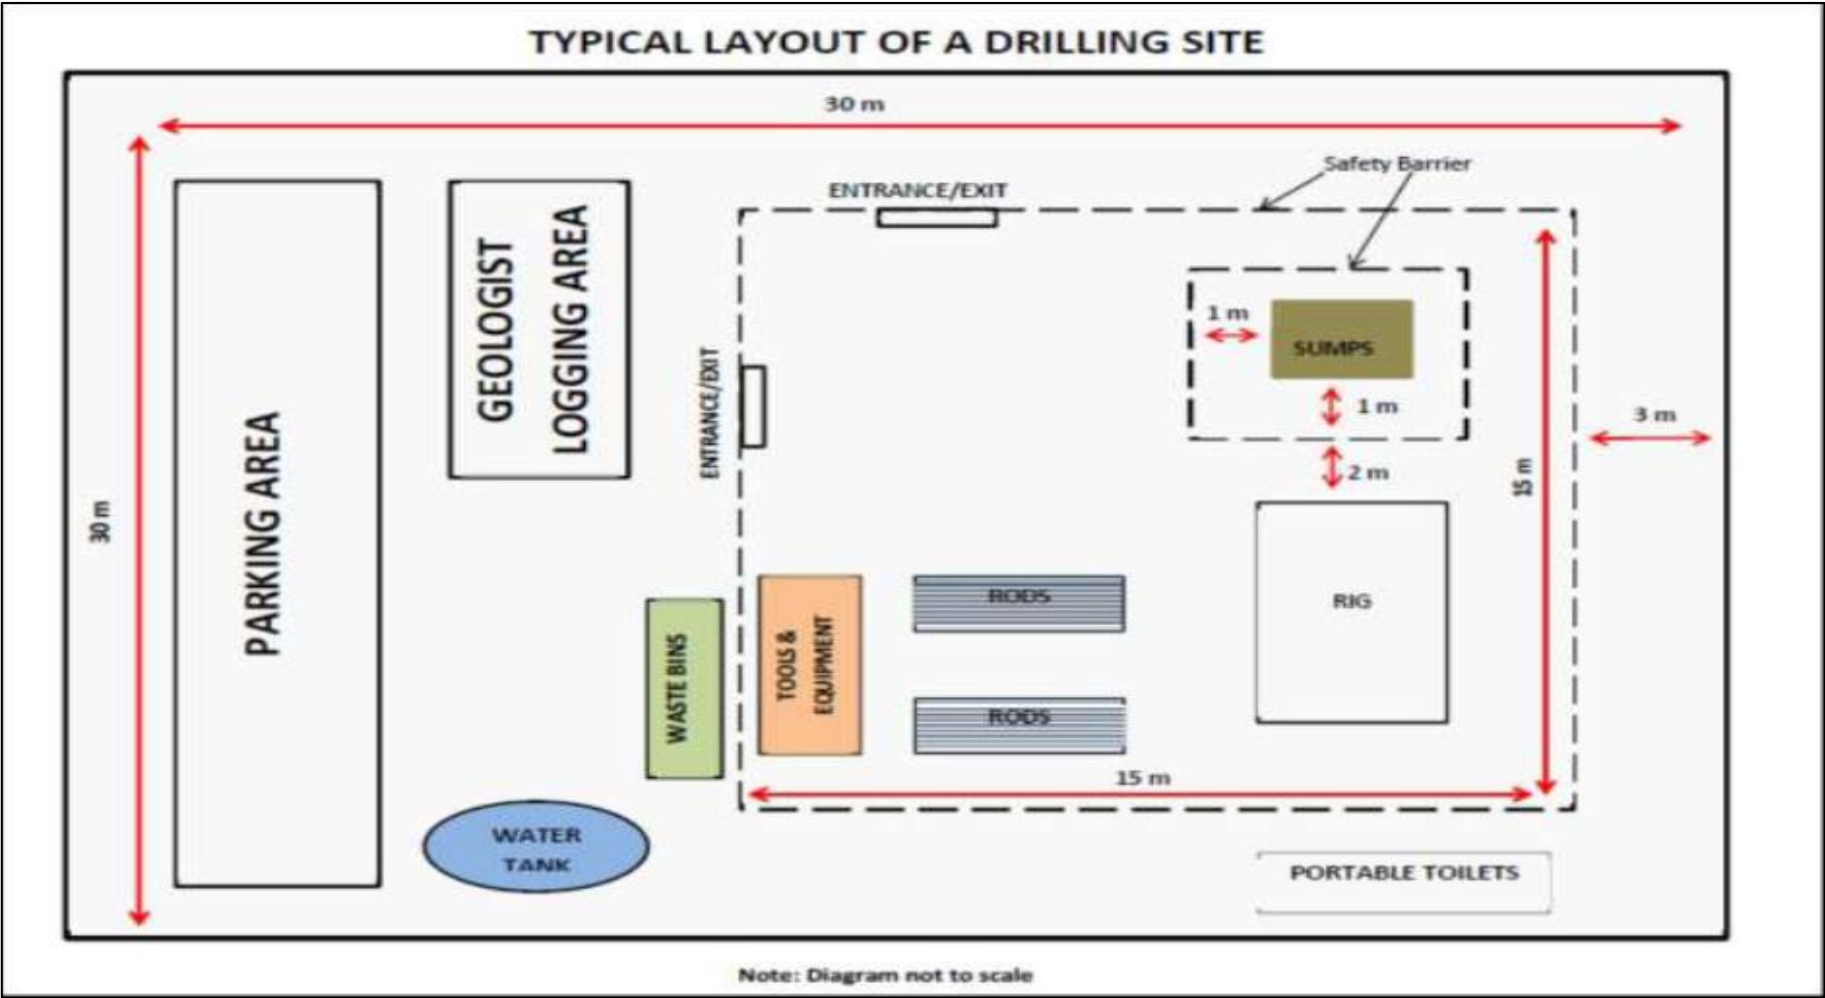 TYPICAL LAYOUT OF A DRILLING SITE
30 m
Safety Barrier
ENTRANCE/EXIT
GEOLOGIST
LOGGING AREA
1 m
SUMPS
ENTRANCE/EXIT
1 m
3 m
2 m
15 m
30 m
PARKING AREA
RODS
RIG
TOOLS &
EQUIPMENT
WASTE BINS
RODS
15 m
WATER
TANK
PORTABLE TOILETS
Note: Diagram not to scale